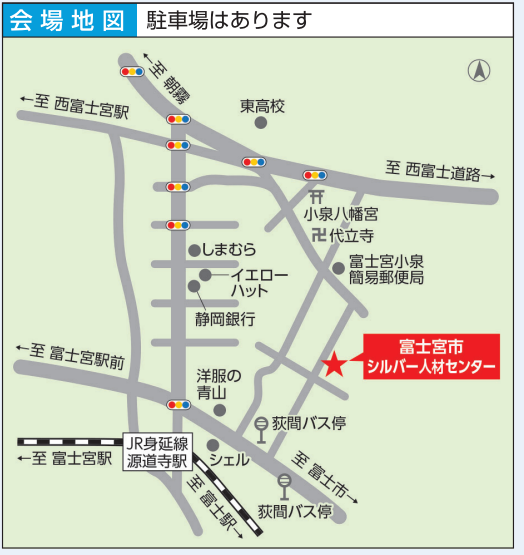 会場地図 駐車場はあります
←至 朝霧
←至 西富士宮駅
東高校
至 西富士道路→
小泉八幡宮
卍代立寺
しまむら
富士宮小泉
簡易郵便局
イエロー
ハット
静岡銀行
富士宮市
シルバー人材センター
←至 富士宮駅前
洋服の
青山
荻間バス停
JR身延線
源道寺駅
←至 富士宮駅
シェル
至 富士市→
至 富士駅→
荻間バス停